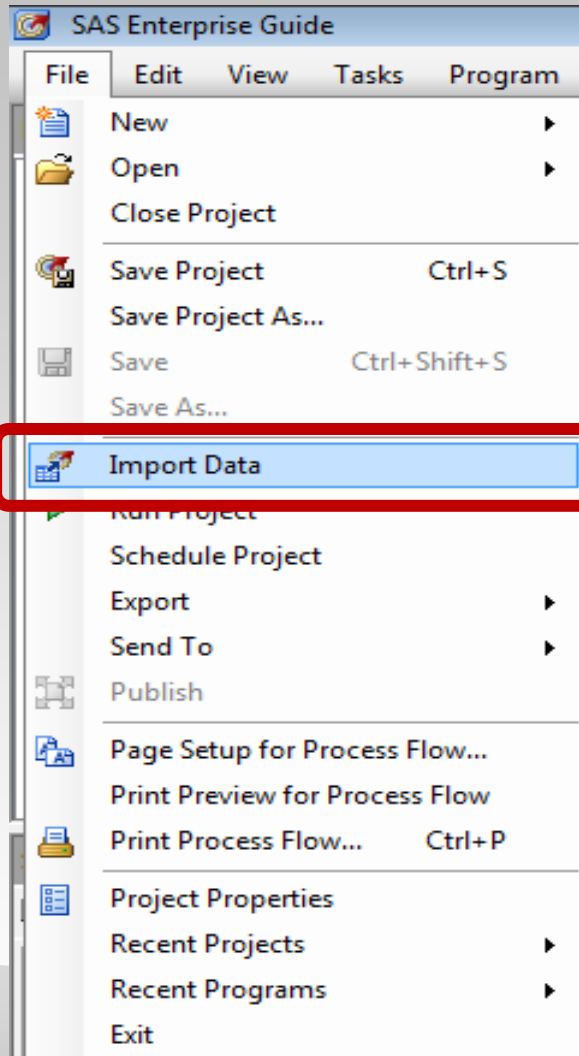 SAS Enterprise Guide
File Edit View Tasks Program
New
Open
Close Project
Save Project Ctrl+S
Save Project As...
Save Ctrl+Shift+S
Save As...
Import Data
Run Project
Schedule Project
Export
Send To
Publish
Page Setup for Process Flow...
Print Preview for Process Flow
Print Process Flow... Ctrl+P
Project Properties
Recent Projects
Recent Programs
Exit